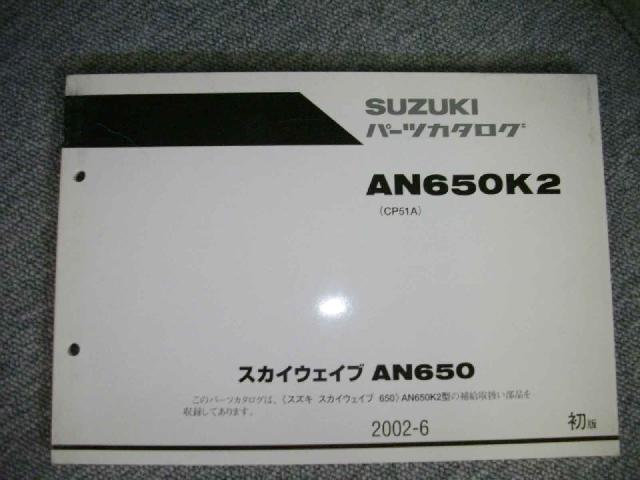 SUZUKI
パーツカタログ
AN650K2
(CP51A)
スカイウェイブ AN650
このパーツカタログは、《スズキ スカイウェイブ 650》AN650K2型の補給取扱い部品を
収録してあります。
2002-6
初版